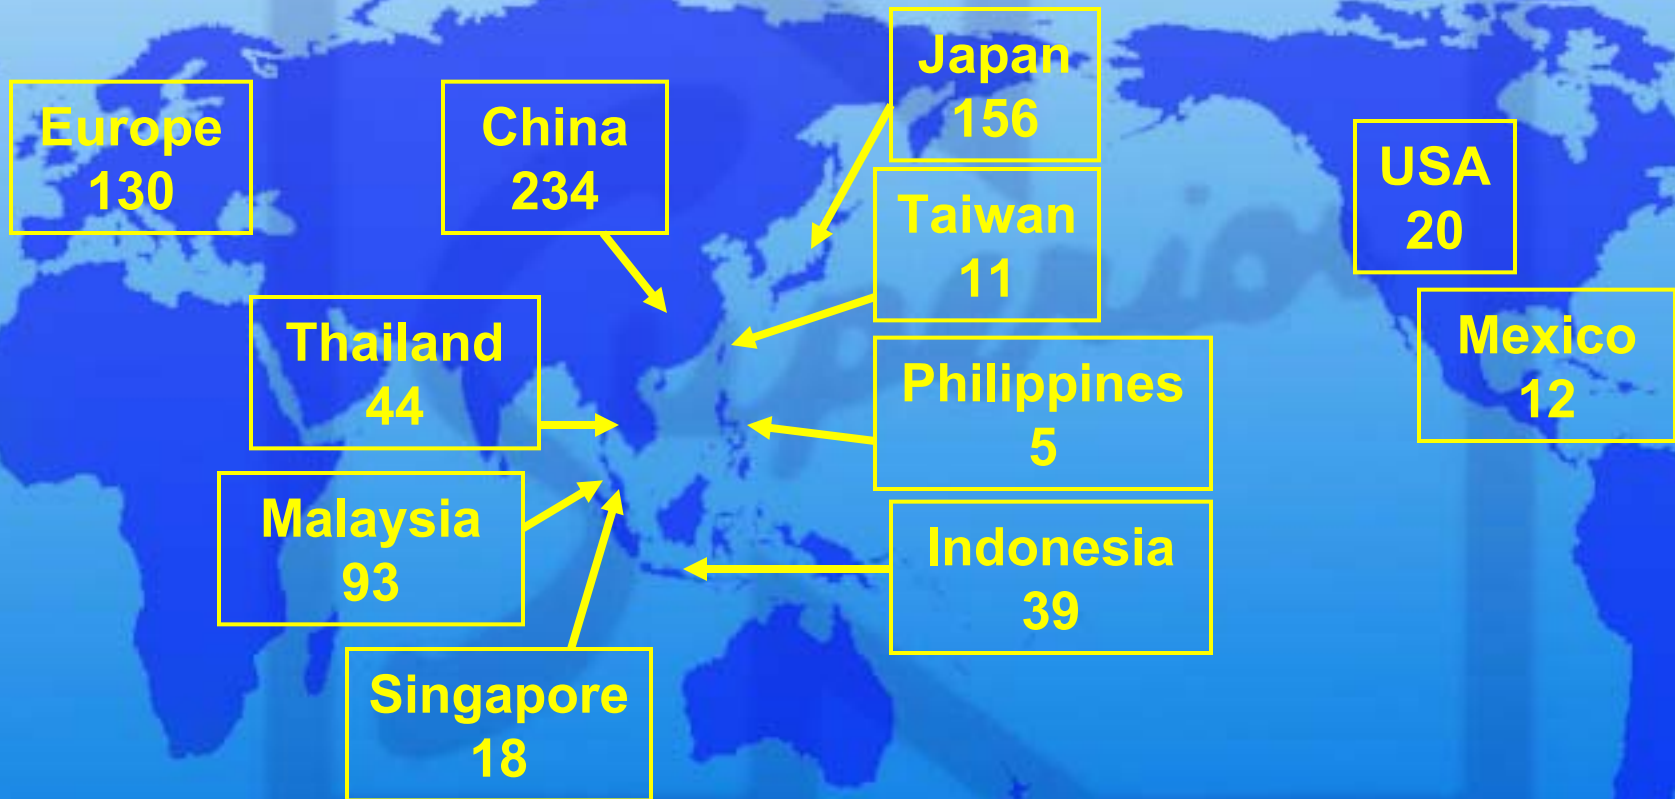 Europe
130
China
234
Japan
156
Taiwan
11
USA
20
Mexico
12
Thailand
44
Philippines
5
Malaysia
93
Indonesia
39
Singapore
18